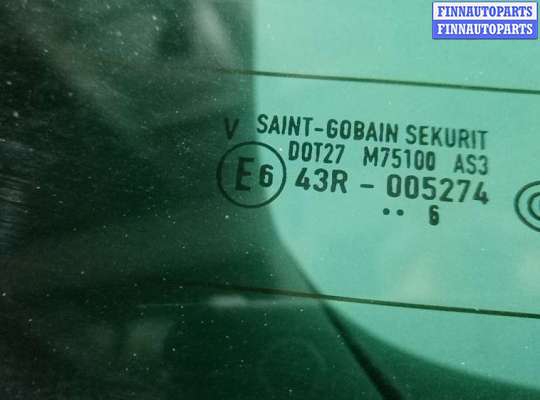 FINNAUTOPARTS
FINNAUTOPARTS
V SAINT-GOBAIN SEKURIT
DOT27 M75100 AS3
E6 43R - 005274
·· 6